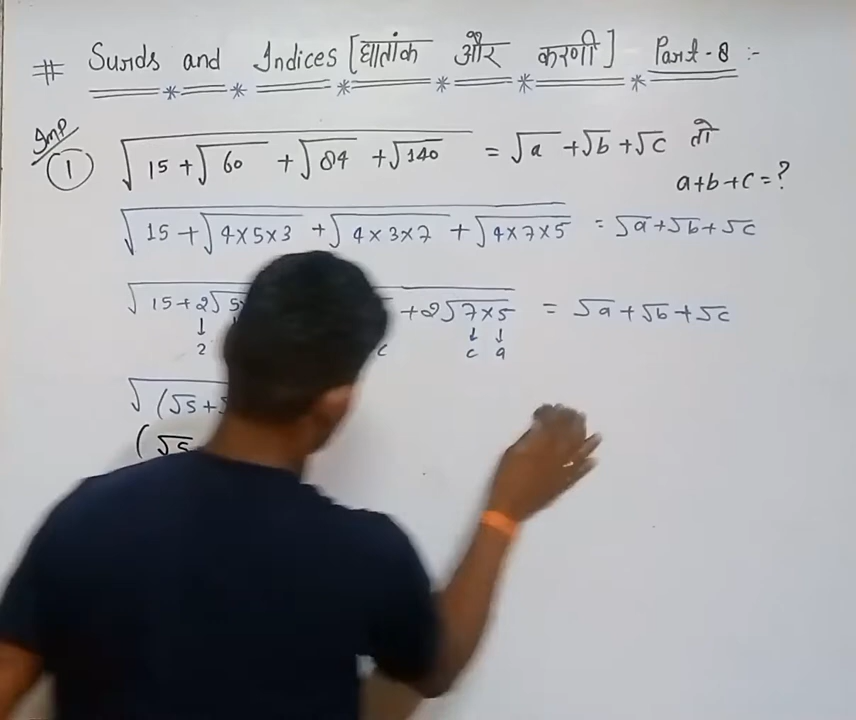 # Surds and Indices [घातांक और करणी] Part-8 :-
Imp
① √15 + √60 + √84 + √140 = √a + √b + √c तो
a+b+c = ?
√15 + √4×5×3 + √4×3×7 + √4×7×5 = √a + √b + √c
√15 + 2√5 + 2√7×5 = √a + √b + √c
↓ ↓ ↓
2 c c a
√(√5 +
(√5